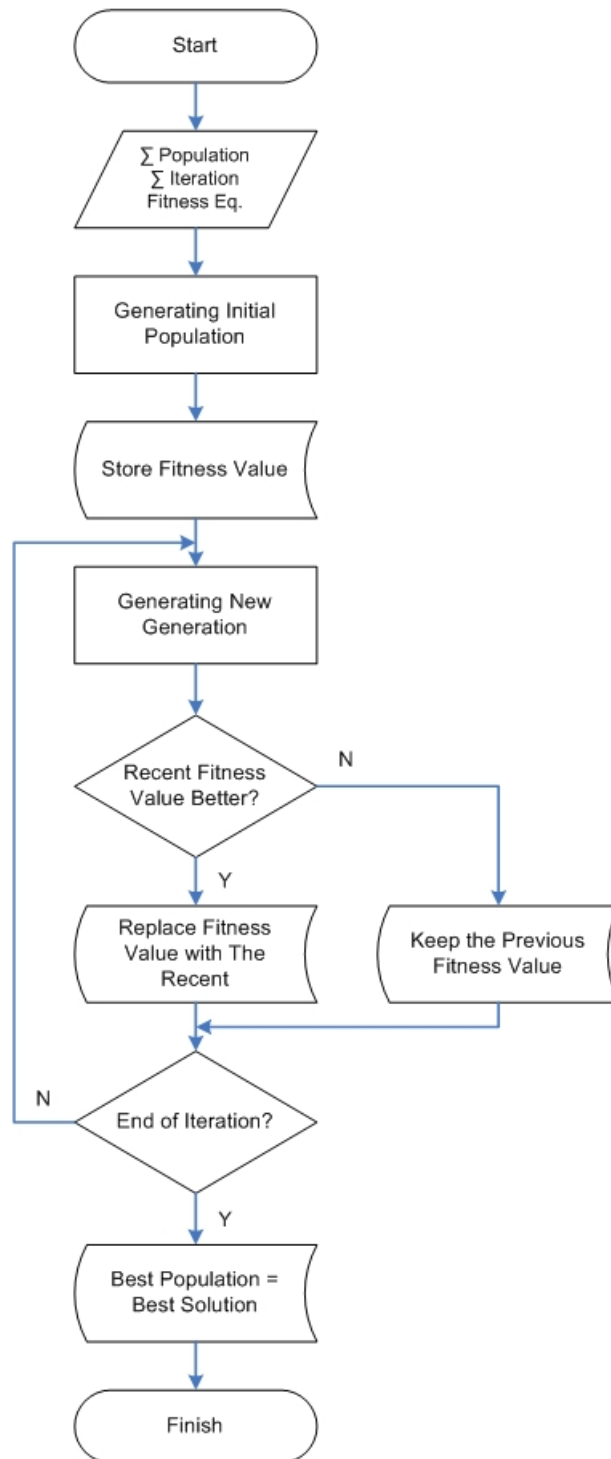 Start
∑ Population
∑ Iteration
Fitness Eq.
Generating Initial
Population
Store Fitness Value
Generating New
Generation
Recent Fitness
Value Better?
N
Y
Replace Fitness
Value with The
Recent
Keep the Previous
Fitness Value
N
End of Iteration?
Y
Best Population =
Best Solution
Finish